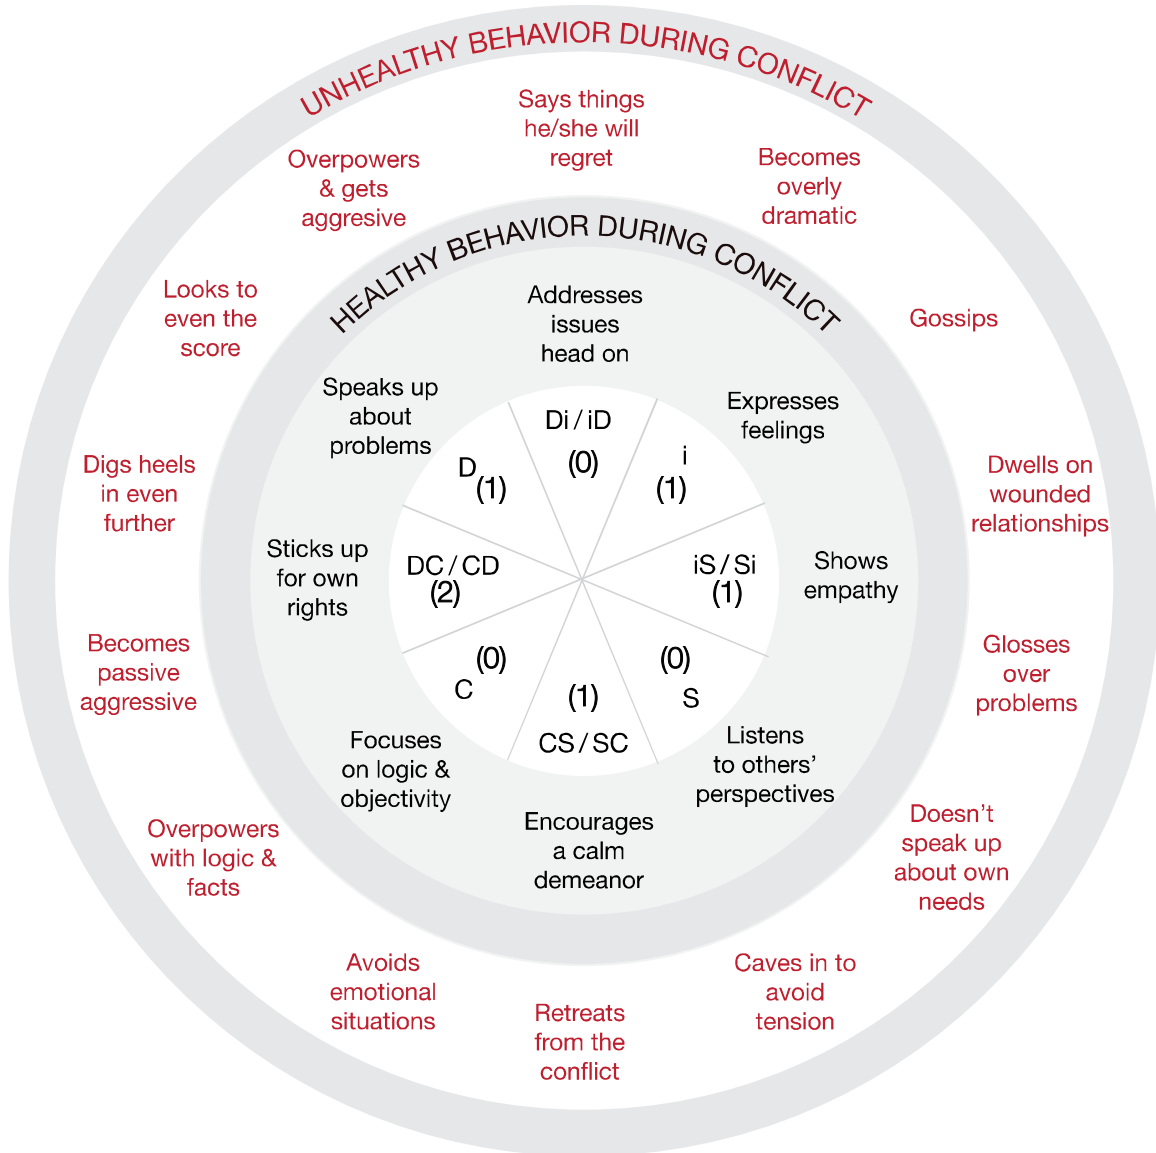 UNHEALTHY BEHAVIOR DURING CONFLICT
Says things
he/she will
regret
Becomes
overly
dramatic
Gossips
Dwells on
wounded
relationships
Glosses
over
problems
Doesn’t
speak up
about own
needs
Caves in to
avoid
tension
Retreats
from the
conflict
Avoids
emotional
situations
Overpowers
with logic &
facts
Becomes
passive
aggressive
Digs heels
in even
further
Looks to
even the
score
Overpowers
& gets
aggresive
HEALTHY BEHAVIOR DURING CONFLICT
Addresses
issues
head on
Expresses
feelings
Shows
empathy
Listens
to others’
perspectives
Encourages
a calm
demeanor
Focuses
on logic &
objectivity
Sticks up
for own
rights
Speaks up
about
problems
Di / iD
(0)
i
(1)
iS / Si
(1)
(0)
S
(1)
CS / SC
(0)
C
DC / CD
(2)
D
(1)